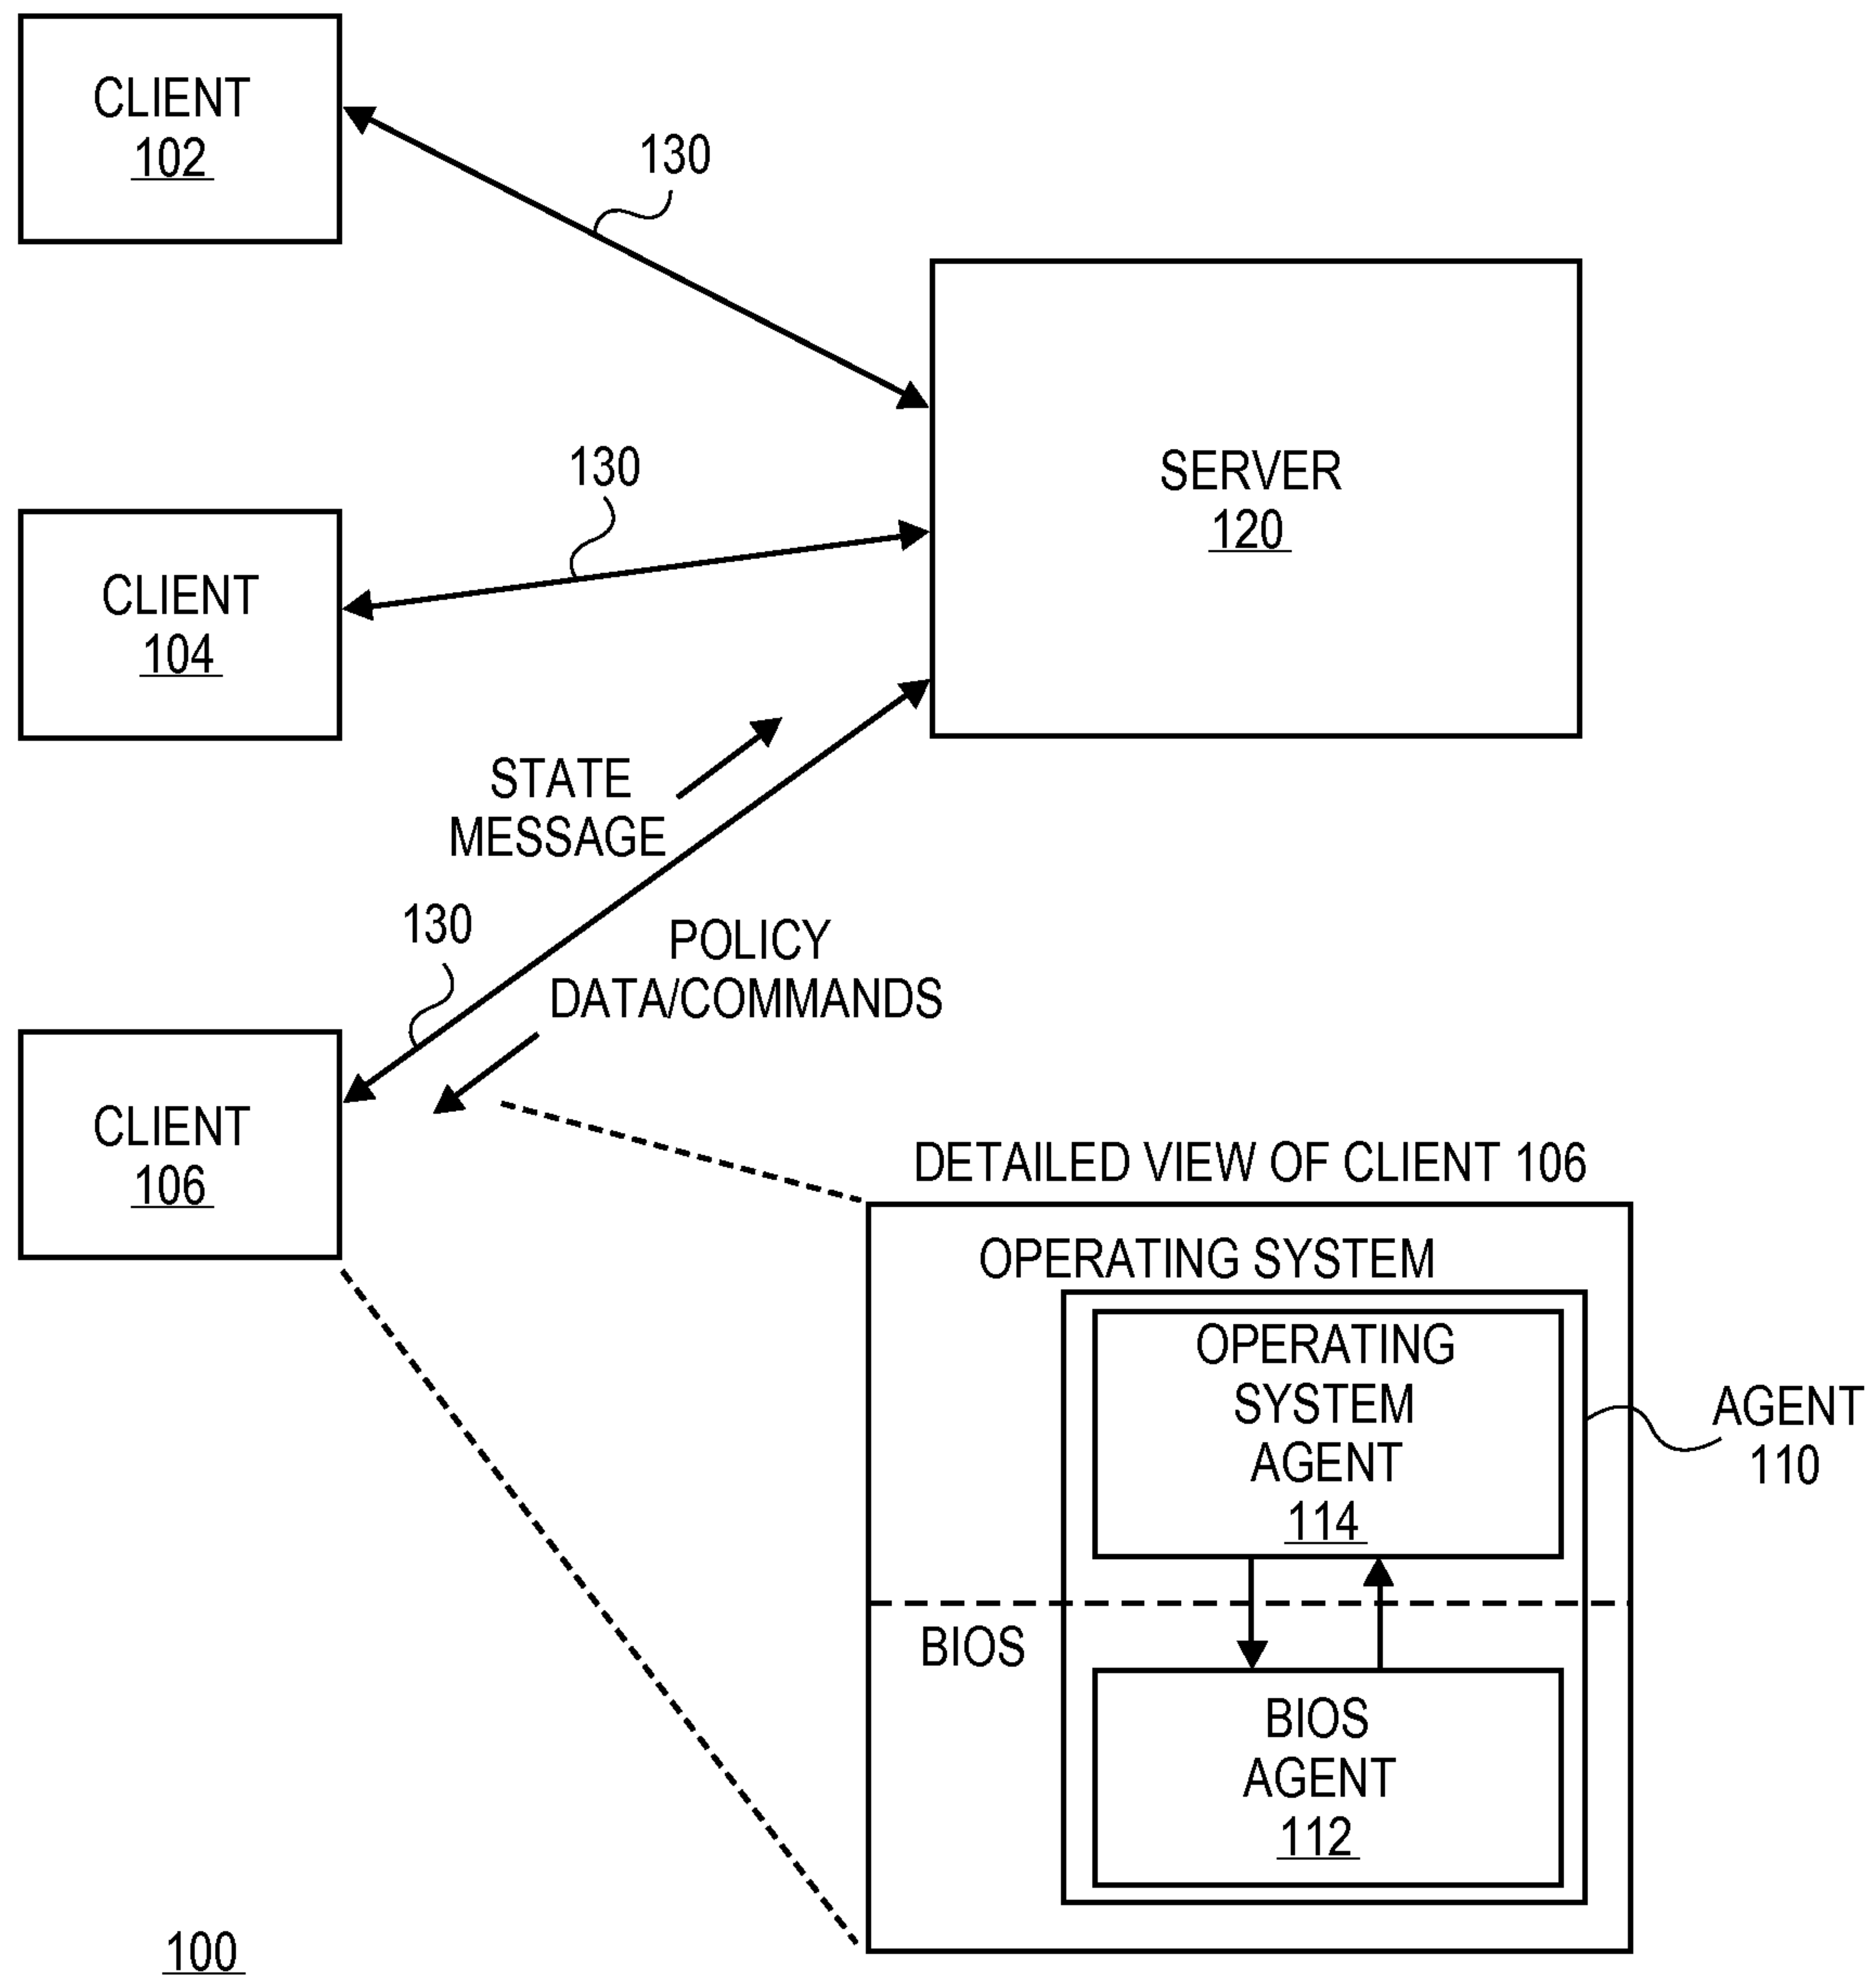 CLIENT
102
130
SERVER
120
130
CLIENT
104
STATE
MESSAGE
130
POLICY
DATA/COMMANDS
CLIENT
106
DETAILED VIEW OF CLIENT 106
OPERATING SYSTEM
OPERATING
SYSTEM
AGENT
114
AGENT
110
BIOS
BIOS
AGENT
112
100